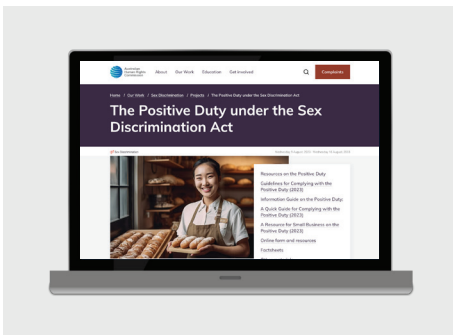 Australian
Human Rights
Commission
About Our Work Education Get involved
Complaints
Home / Our Work / Sex Discrimination / Projects / The Positive Duty under the Sex Discrimination Act
The Positive Duty under the Sex
Discrimination Act
Sex Discrimination
Resources on the Positive Duty
Guidelines for Complying with the
Positive Duty (2023)
Information Guide on the Positive Duty:
A Quick Guide for Complying with the
Positive Duty (2023)
A Resource for Small Business on the
Positive Duty (2023)
Online form and resources
Factsheets